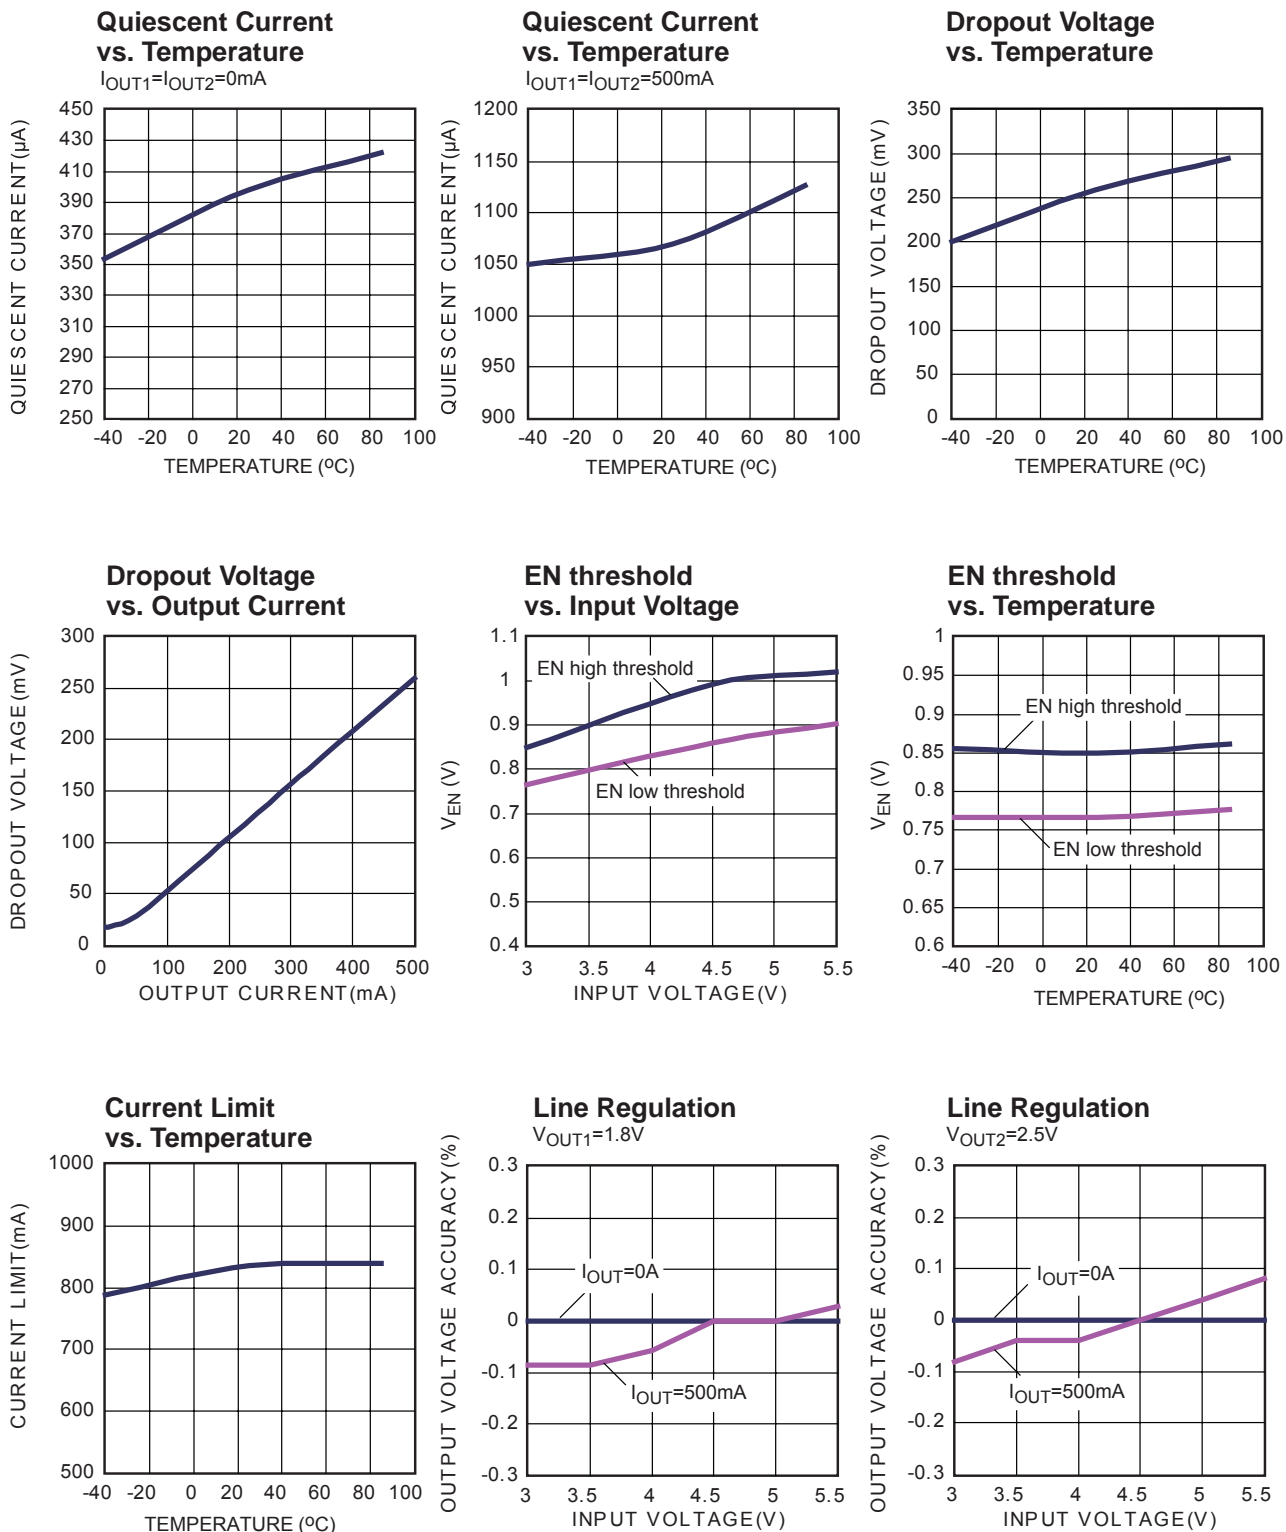 Quiescent Current
vs. Temperature
IOUT1=IOUT2=0mA
QUIESCENT CURRENT(µA)
450
430
410
390
370
350
330
310
290
270
250
-40 -20 0 20 40 60 80 100
TEMPERATURE (ºC)
Quiescent Current
vs. Temperature
IOUT1=IOUT2=500mA
QUIESCENT CURRENT(µA)
1200
1150
1100
1050
1000
950
900
-40 -20 0 20 40 60 80 100
TEMPERATURE (ºC)
Dropout Voltage
vs. Temperature
DROPOUT VOLTAGE(mV)
350
300
250
200
150
100
50
0
-40 -20 0 20 40 60 80 100
TEMPERATURE (ºC)
Dropout Voltage
vs. Output Current
DROPOUT VOLTAGE(mV)
300
250
200
150
100
50
0
0 100 200 300 400 500
OUTPUT CURRENT(mA)
EN threshold
vs. Input Voltage
VEN (V)
1.1
1
0.9
0.8
0.7
0.6
0.5
0.4
EN high threshold
EN low threshold
3 3.5 4 4.5 5 5.5
INPUT VOLTAGE(V)
EN threshold
vs. Temperature
VEN (V)
1
0.95
0.9
0.85
0.8
0.75
0.7
0.65
0.6
EN high threshold
EN low threshold
-40 -20 0 20 40 60 80 100
TEMPERATURE (ºC)
Current Limit
vs. Temperature
CURRENT LIMIT(mA)
1000
900
800
700
600
500
-40 -20 0 20 40 60 80 100
TEMPERATURE (ºC)
Line Regulation
VOUT1=1.8V
OUTPUT VOLTAGE ACCURACY(%)
0.3
0.2
0.1
0
-0.1
-0.2
-0.3
IOUT=0A
IOUT=500mA
3 3.5 4 4.5 5 5.5
INPUT VOLTAGE(V)
Line Regulation
VOUT2=2.5V
OUTPUT VOLTAGE ACCURACY(%)
0.3
0.2
0.1
0
-0.1
-0.2
-0.3
IOUT=0A
IOUT=500mA
3 3.5 4 4.5 5 5.5
INPUT VOLTAGE(V)